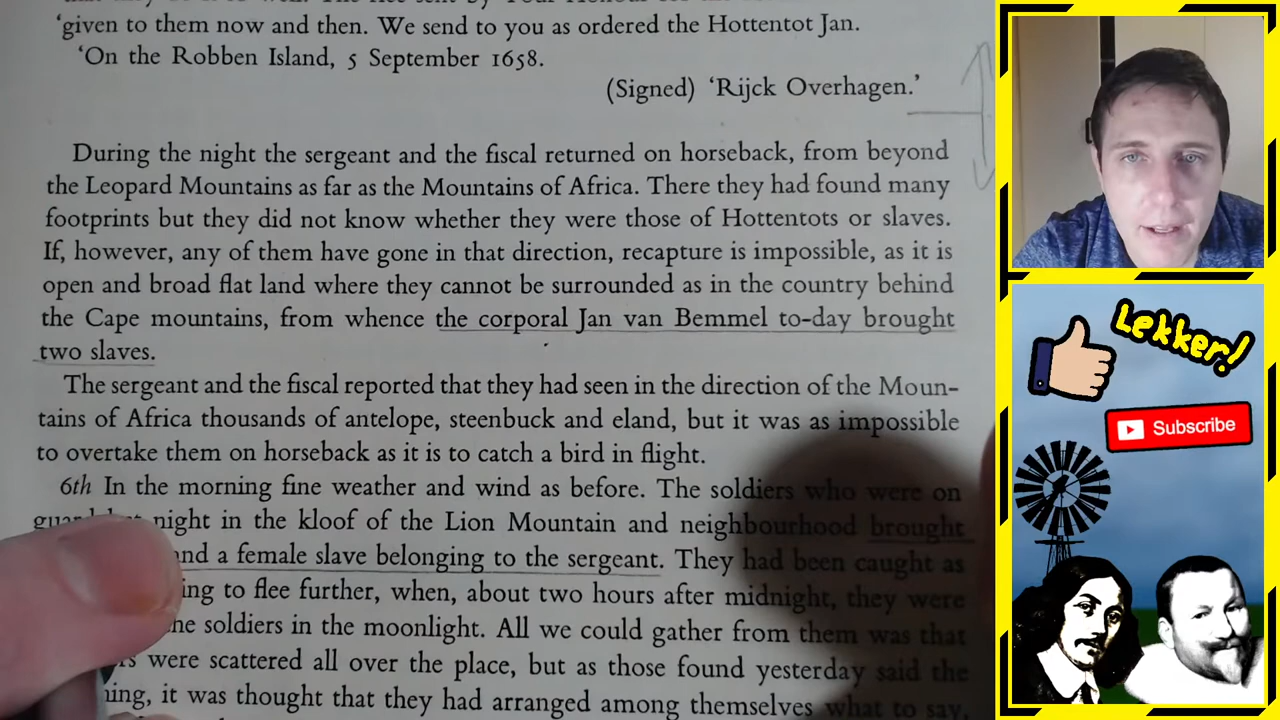 'given to them now and then. We send to you as ordered the Hottentot Jan.
'On the Robben Island, 5 September 1658.
(Signed) 'Rijck Overhagen.'
During the night the sergeant and the fiscal returned on horseback, from beyond
the Leopard Mountains as far as the Mountains of Africa. There they had found many
footprints but they did not know whether they were those of Hottentots or slaves.
If, however, any of them have gone in that direction, recapture is impossible, as it is
open and broad flat land where they cannot be surrounded as in the country behind
the Cape mountains, from whence the corporal Jan van Bemmel to-day brought
two slaves.
The sergeant and the fiscal reported that they had seen in the direction of the Moun-
tains of Africa thousands of antelope, steenbuck and eland, but it was as impossible
to overtake them on horseback as it is to catch a bird in flight.
6th In the morning fine weather and wind as before. The soldiers who were on
night in the kloof of the Lion Mountain and neighbourhood brought
and a female slave belonging to the sergeant. They had been caught as
to flee further, when, about two hours after midnight, they were
soldiers in the moonlight. All we could gather from them was that
were scattered all over the place, but as those found yesterday said the
it was thought that they had arranged among themselves what to say,
Lekker!
Subscribe